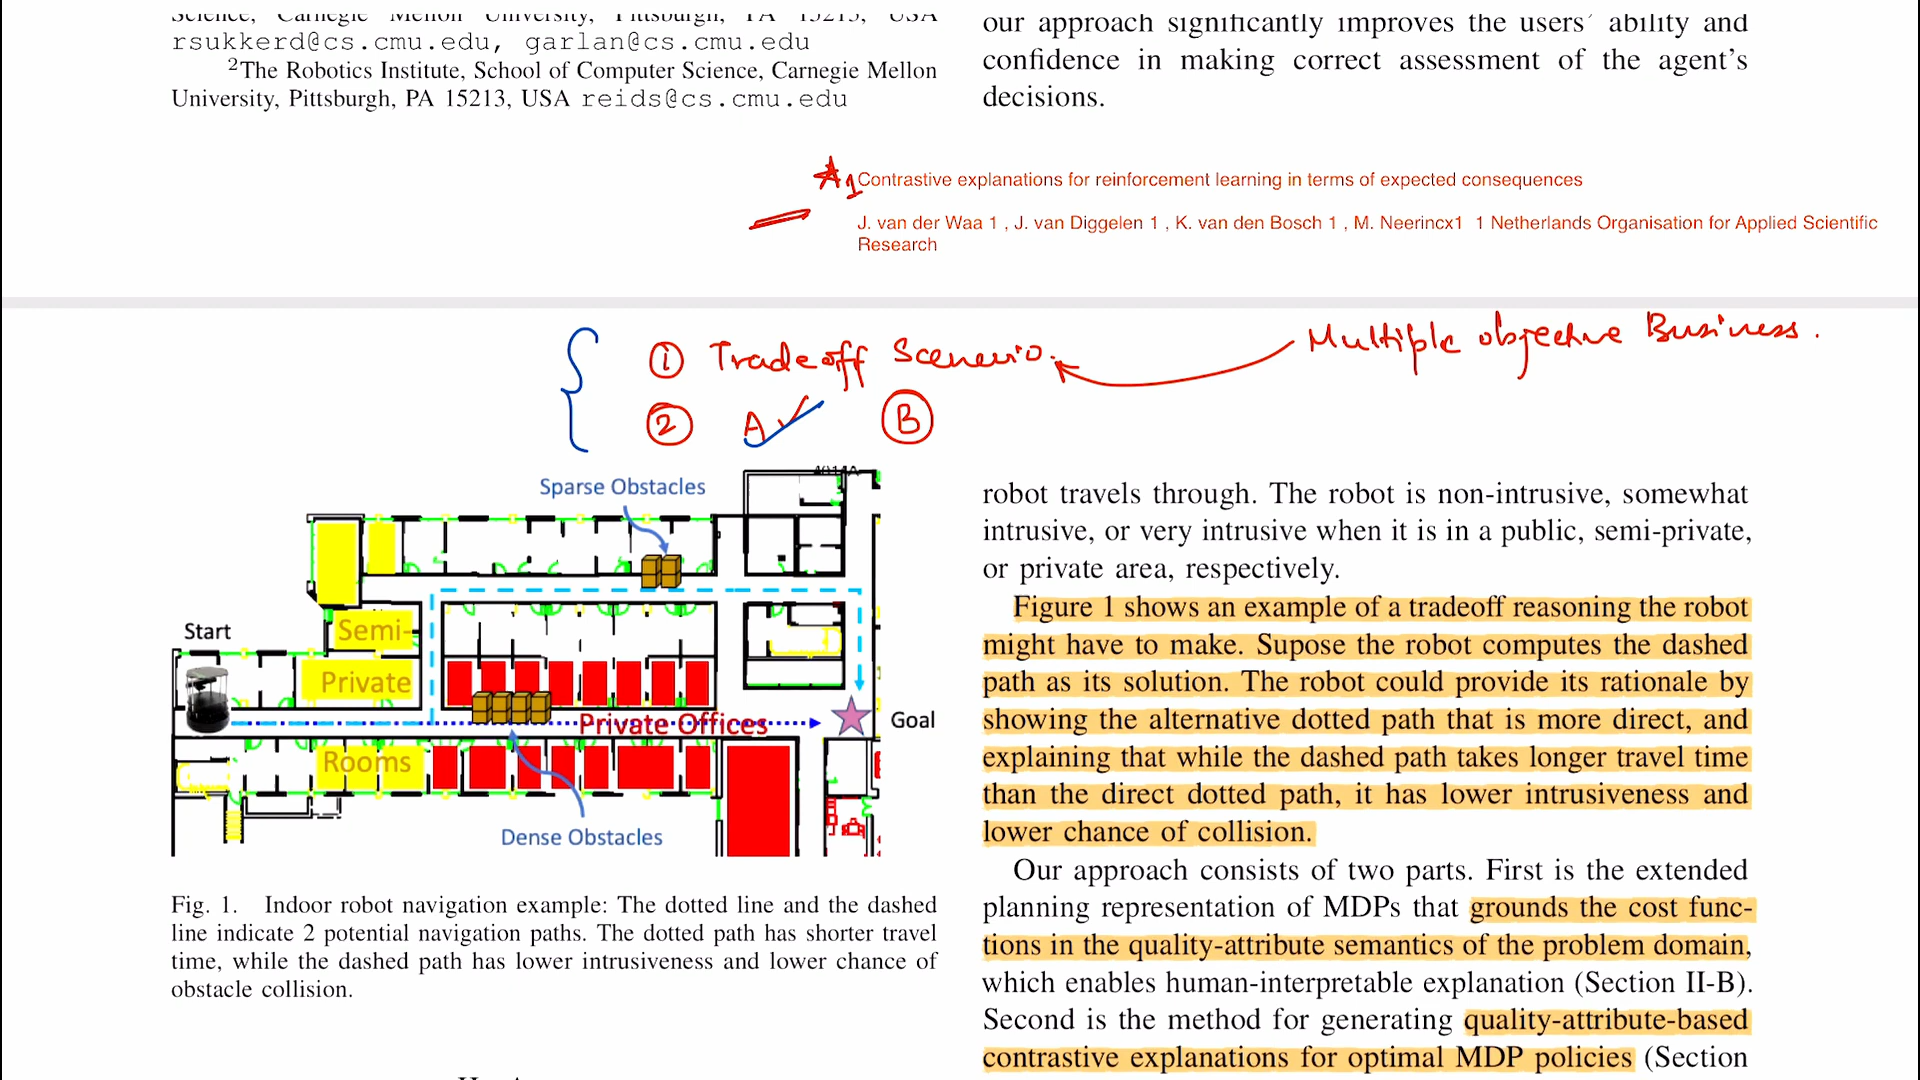 Science, Carnegie Mellon University, Pittsburgh, PA 15213, USA
rsukkerd@cs.cmu.edu, garlan@cs.cmu.edu
2The Robotics Institute, School of Computer Science, Carnegie Mellon
University, Pittsburgh, PA 15213, USA reids@cs.cmu.edu
our approach significantly improves the users' ability and
confidence in making correct assessment of the agent's
decisions.
1 Contrastive explanations for reinforcement learning in terms of expected consequences
J. van der Waa 1 , J. van Diggelen 1 , K. van den Bosch 1 , M. Neerincx1 1 Netherlands Organisation for Applied Scientific
Research
Multiple objective Business.
1 Tradeoff Scenerio.
2 A B
Sparse Obstacles
Start
Semi-
Private
Private Offices
Goal
Rooms
Dense Obstacles
Fig. 1. Indoor robot navigation example: The dotted line and the dashed
line indicate 2 potential navigation paths. The dotted path has shorter travel
time, while the dashed path has lower intrusiveness and lower chance of
obstacle collision.
robot travels through. The robot is non-intrusive, somewhat
intrusive, or very intrusive when it is in a public, semi-private,
or private area, respectively.
Figure 1 shows an example of a tradeoff reasoning the robot
might have to make. Supose the robot computes the dashed
path as its solution. The robot could provide its rationale by
showing the alternative dotted path that is more direct, and
explaining that while the dashed path takes longer travel time
than the direct dotted path, it has lower intrusiveness and
lower chance of collision.
Our approach consists of two parts. First is the extended
planning representation of MDPs that grounds the cost func-
tions in the quality-attribute semantics of the problem domain,
which enables human-interpretable explanation (Section II-B).
Second is the method for generating quality-attribute-based
contrastive explanations for optimal MDP policies (Section